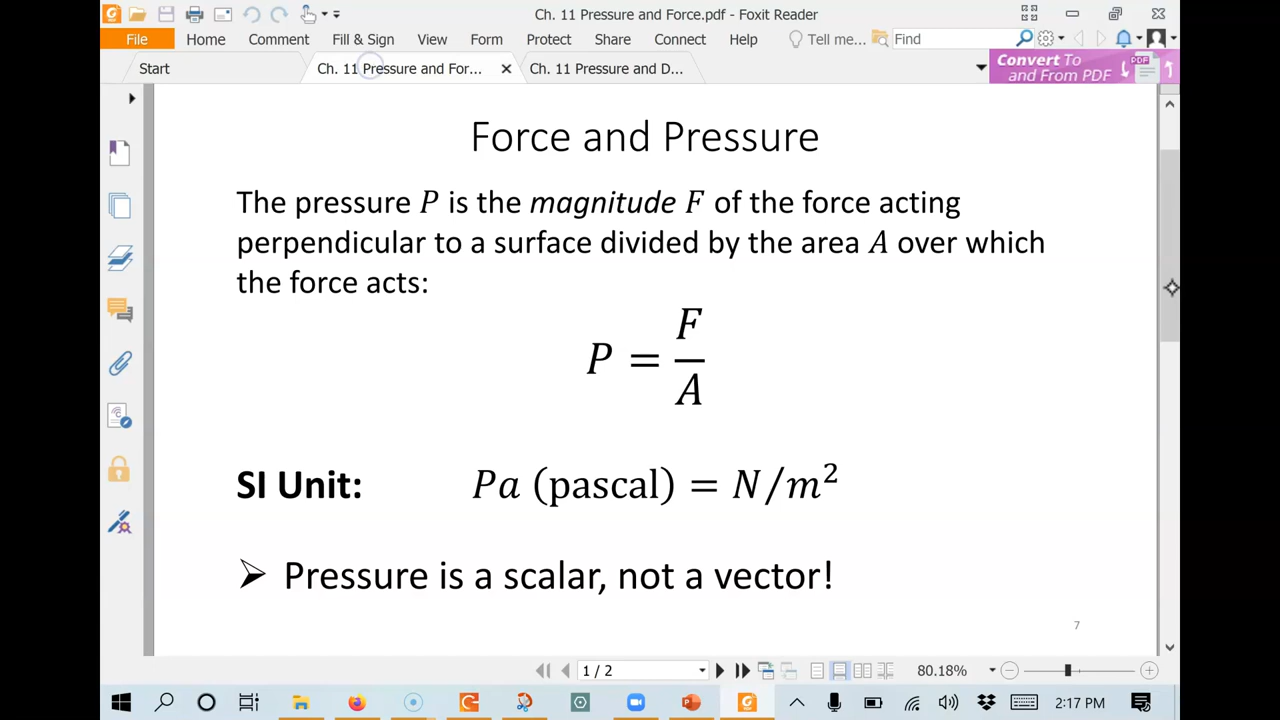 Ch. 11 Pressure and Force.pdf - Foxit Reader
File Home Comment Fill & Sign View Form Protect Share Connect Help Tell me... Find
Start Ch. 11 Pressure and For... Ch. 11 Pressure and D...
Convert To
and From PDF
PDF
Force and Pressure
The pressure P is the magnitude F of the force acting
perpendicular to a surface divided by the area A over which
the force acts:
P = F/A
SI Unit: Pa (pascal) = N/m²
➢ Pressure is a scalar, not a vector!
7
1 / 2 80.18%
2:17 PM